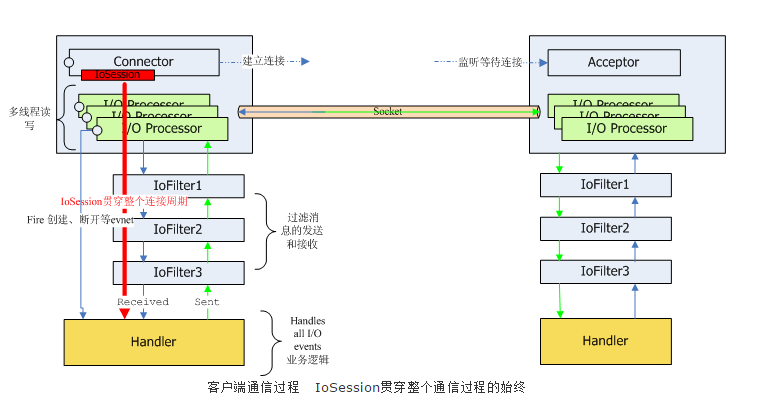 Connector
IoSession
建立连接
监听等待连接
Acceptor
多线程读
写
I/O Processor
I/O Processor
I/O Processor
Socket
I/O Processor
I/O Processor
I/O Processor
IoFilter1
IoSession贯穿整个连接周期
Fire 创建、断开等evnet
IoFilter2
IoFilter3
过滤消
息的发送
和接收
IoFilter1
IoFilter2
IoFilter3
Received
Sent
Handler
Handles
all I/O
events
业务逻辑
Handler
客户端通信过程 IoSession贯穿整个通信过程的始终